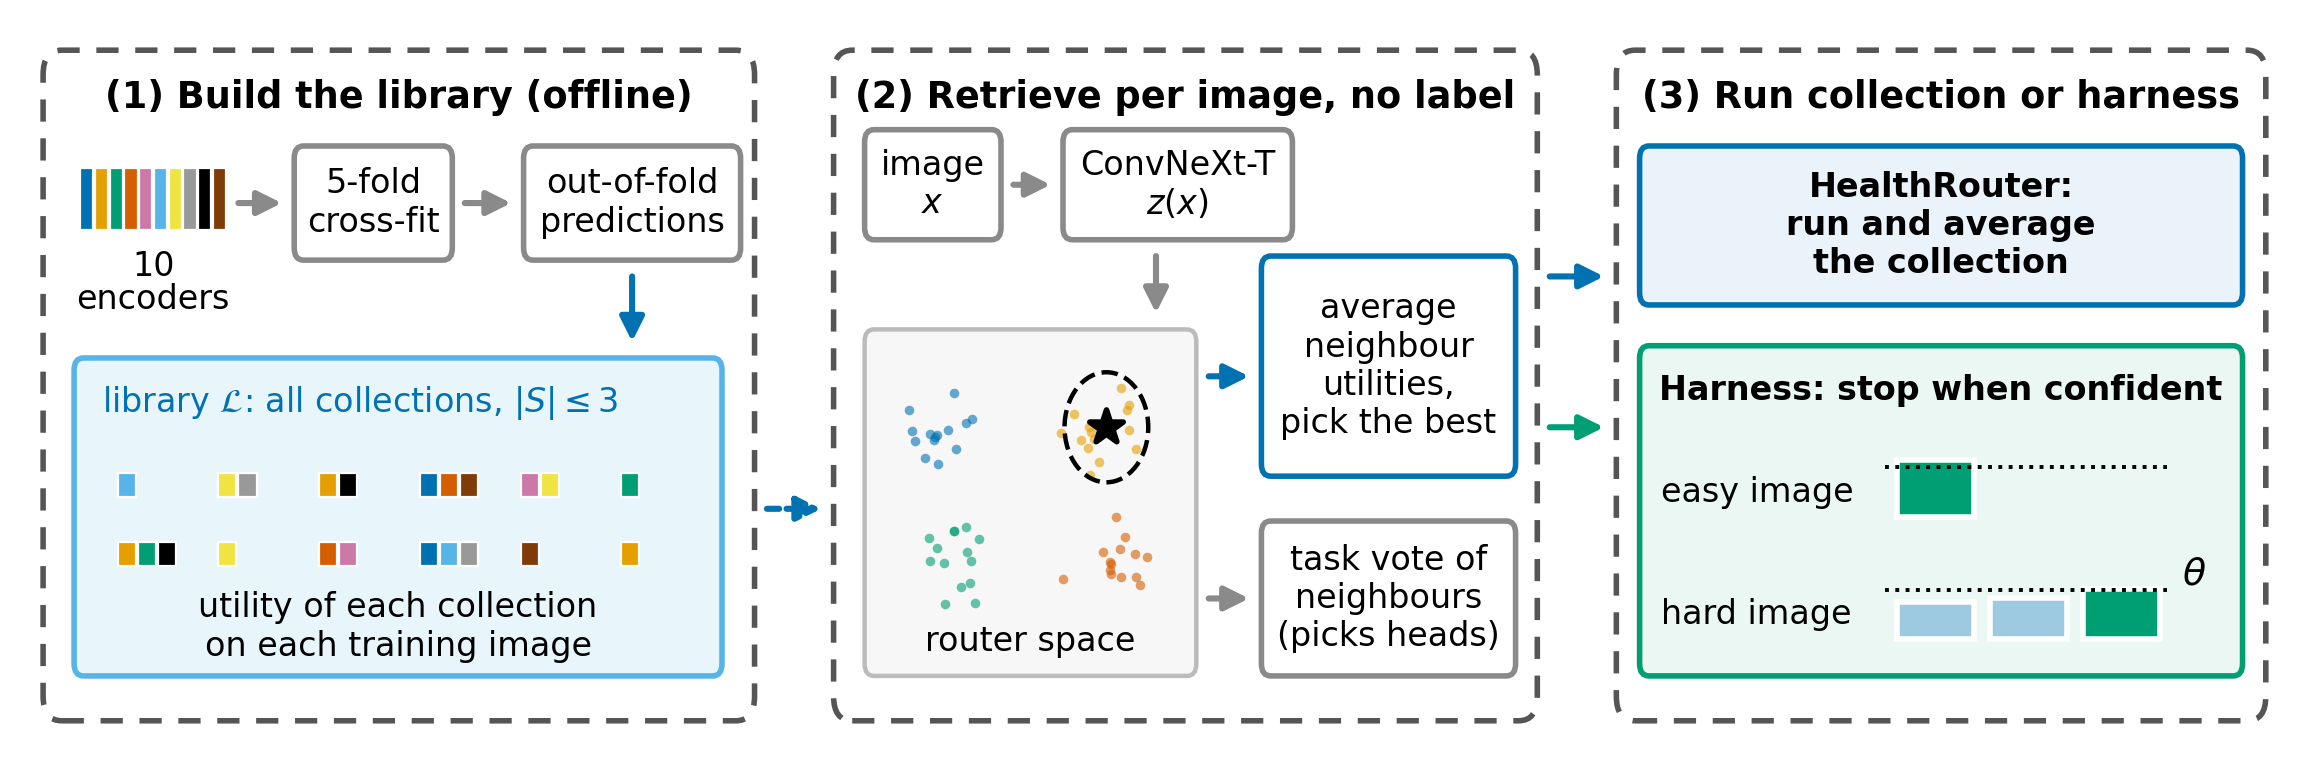 (1) Build the library (offline)
10
encoders
5-fold
cross-fit
out-of-fold
predictions
library ℒ: all collections, |S| ≤ 3
utility of each collection
on each training image
(2) Retrieve per image, no label
image
x
ConvNeXt-T
z(x)
router space
average
neighbour
utilities,
pick the best
task vote of
neighbours
(picks heads)
(3) Run collection or harness
HealthRouter:
run and average
the collection
Harness: stop when confident
easy image
hard image
θ